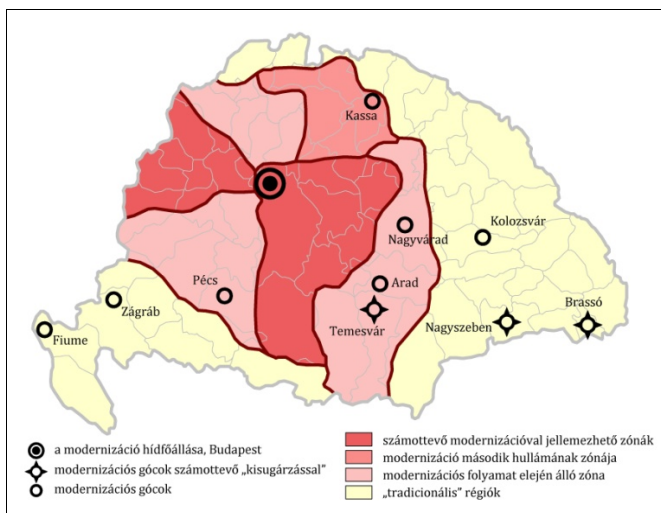 Kassa
Kolozsvár
Nagyvárad
Arad
Pécs
Brassó
Zágráb
Temesvár
Nagyszeben
Fiume
a modernizáció hídfőállása, Budapest
modernizációs gócok számottevő „kisugárzással”
modernizációs gócok
számottevő modernizációval jellemezhető zónák
modernizáció második hullámának zónája
modernizációs folyamat elején álló zóna
„tradicionális” régiók